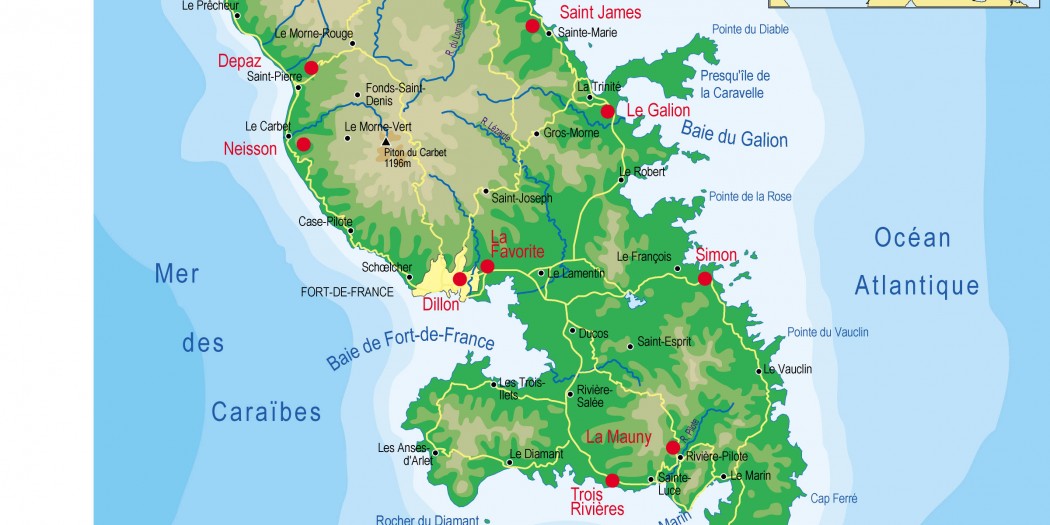 Le Prêcheur
Saint James
Sainte-Marie
Pointe du Diable
Le Morne-Rouge
R. du Lorrain
Depaz
Saint-Pierre
Fonds-Saint-
Denis
La Trinité
Presqu'île de
la Caravelle
Le Galion
Le Carbet
Le Morne-Vert
R. Lézarde
Gros-Morne
Baie du Galion
Neisson
Piton du Carbet
1196m
Le Robert
Saint-Joseph
Pointe de la Rose
Case-Pilote
La
Favorite
Le François
Simon
Océan
Atlantique
Schœlcher
Le Lamentin
Mer
des
Caraïbes
FORT-DE-FRANCE
Dillon
Baie de Fort-de-France
Ducos
Saint-Esprit
Pointe du Vauclin
Le Vauclin
Les Trois-
Ilets
Rivière-
Salée
La Mauny
R. Pilote
Les Anses-
d'Arlet
Le Diamant
Rivière-Pilote
Sainte-
Luce
Le Marin
Trois
Rivières
Cap Ferré
Rocher du Diamant
Marin